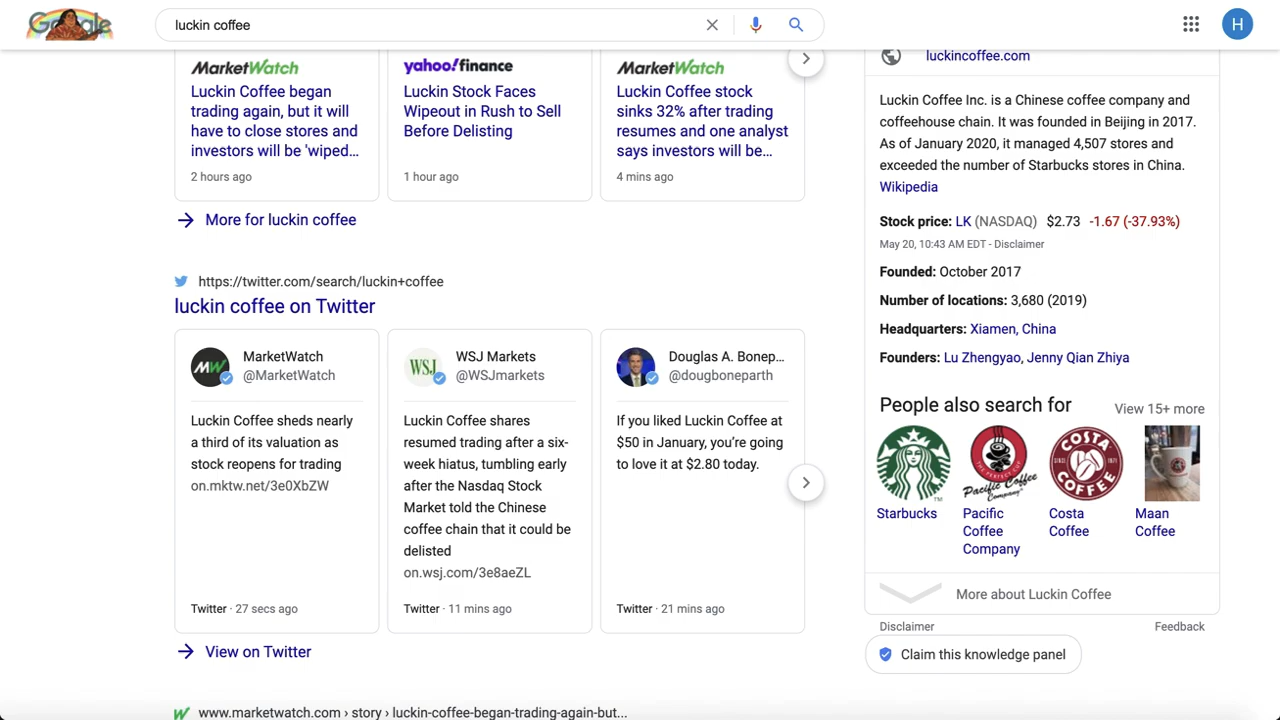 Google
luckin coffee
H
MarketWatch
Luckin Coffee began
trading again, but it will
have to close stores and
investors will be 'wiped...
2 hours ago
yahoo!finance
Luckin Stock Faces
Wipeout in Rush to Sell
Before Delisting
1 hour ago
MarketWatch
Luckin Coffee stock
sinks 32% after trading
resumes and one analyst
says investors will be...
4 mins ago
More for luckin coffee
https://twitter.com/search/luckin+coffee
luckin coffee on Twitter
MW
MarketWatch
@MarketWatch
Luckin Coffee sheds nearly
a third of its valuation as
stock reopens for trading
on.mktw.net/3e0XbZW
Twitter · 27 secs ago
WSJ
WSJ Markets
@WSJmarkets
Luckin Coffee shares
resumed trading after a six-
week hiatus, tumbling early
after the Nasdaq Stock
Market told the Chinese
coffee chain that it could be
delisted
on.wsj.com/3e8aeZL
Twitter · 11 mins ago
Douglas A. Bonep...
@dougboneparth
If you liked Luckin Coffee at
$50 in January, you're going
to love it at $2.80 today.
Twitter · 21 mins ago
View on Twitter
www.marketwatch.com › story › luckin-coffee-began-trading-again-but...
luckincoffee.com
Luckin Coffee Inc. is a Chinese coffee company and
coffeehouse chain. It was founded in Beijing in 2017.
As of January 2020, it managed 4,507 stores and
exceeded the number of Starbucks stores in China.
Wikipedia
Stock price: LK (NASDAQ) $2.73 -1.67 (-37.93%)
May 20, 10:43 AM EDT - Disclaimer
Founded: October 2017
Number of locations: 3,680 (2019)
Headquarters: Xiamen, China
Founders: Lu Zhengyao, Jenny Qian Zhiya
People also search for
View 15+ more
THE PERFECT CUP
Pacific Coffee
Company
COSTA
COFFEE
Starbucks
Pacific
Coffee
Company
Costa
Coffee
Maan
Coffee
More about Luckin Coffee
Disclaimer
Feedback
Claim this knowledge panel